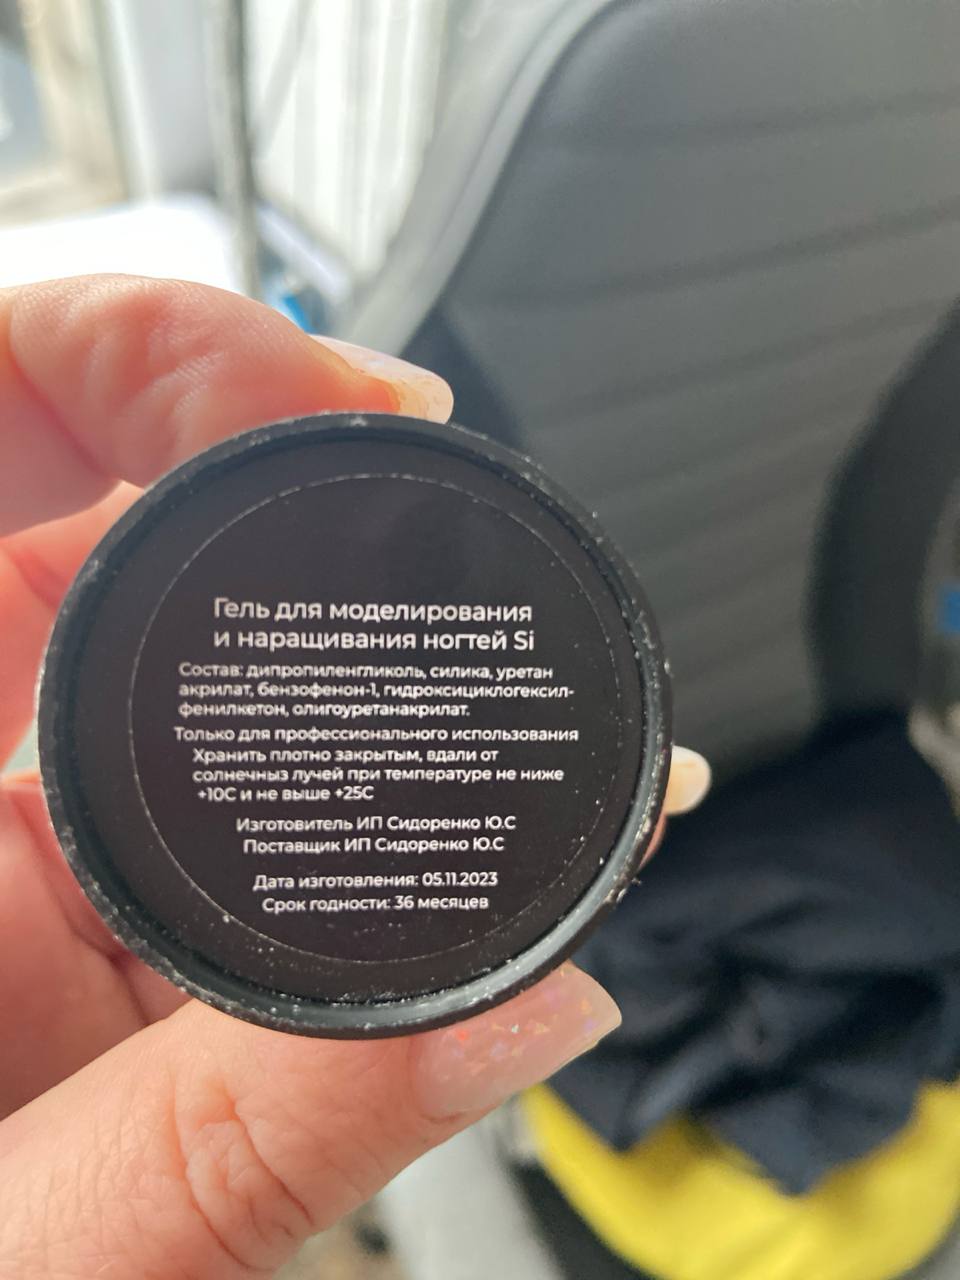 Гель для моделирования
и наращивания ногтей Si
Состав: дипропиленгликоль, силика, уретан
акрилат, бензофенон-1, гидроксициклогексил-
фенилкетон, олигоуретанакрилат.
Только для профессионального использования
Хранить плотно закрытым, вдали от
солнечныз лучей при температуре не ниже
+10С и не выше +25С
Изготовитель ИП Сидоренко Ю.С
Поставщик ИП Сидоренко Ю.С
Дата изготовления: 05.11.2023
Срок годности: 36 месяцев